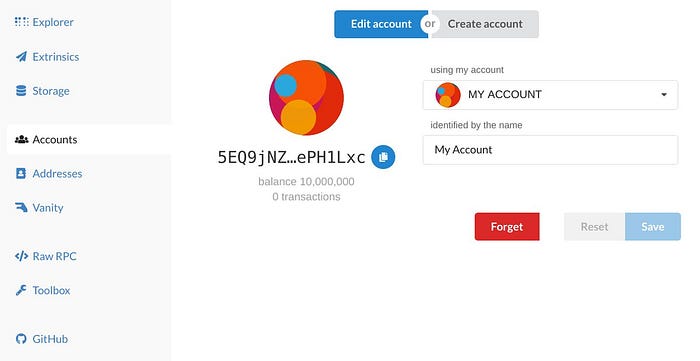 Explorer
Extrinsics
Storage
Accounts
Addresses
Vanity
Raw RPC
Toolbox
GitHub
Edit account or Create account
5EQ9jNZ…ePH1Lxc
balance 10,000,000
0 transactions
using my account
MY ACCOUNT
identified by the name
My Account
Forget
Reset Save